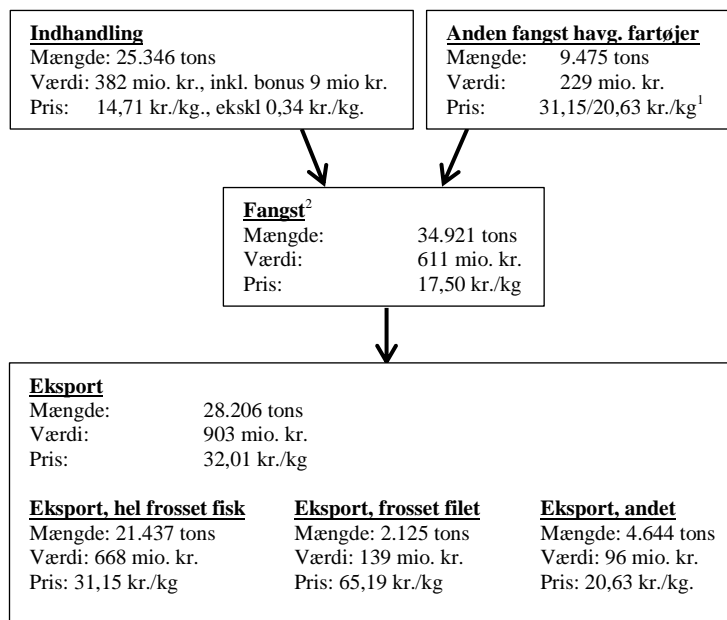 Indhandling
Mængde: 25.346 tons
Værdi: 382 mio. kr., inkl. bonus 9 mio kr.
Pris: 14,71 kr./kg., ekskl 0,34 kr./kg.
Anden fangst havg. fartøjer
Mængde: 9.475 tons
Værdi: 229 mio. kr.
Pris: 31,15/20,63 kr./kg¹
Fangst²
Mængde: 34.921 tons
Værdi: 611 mio. kr.
Pris: 17,50 kr./kg
Eksport
Mængde: 28.206 tons
Værdi: 903 mio. kr.
Pris: 32,01 kr./kg
Eksport, hel frosset fisk
Mængde: 21.437 tons
Værdi: 668 mio. kr.
Pris: 31,15 kr./kg
Eksport, frosset filet
Mængde: 2.125 tons
Værdi: 139 mio. kr.
Pris: 65,19 kr./kg
Eksport, andet
Mængde: 4.644 tons
Værdi: 96 mio. kr.
Pris: 20,63 kr./kg.